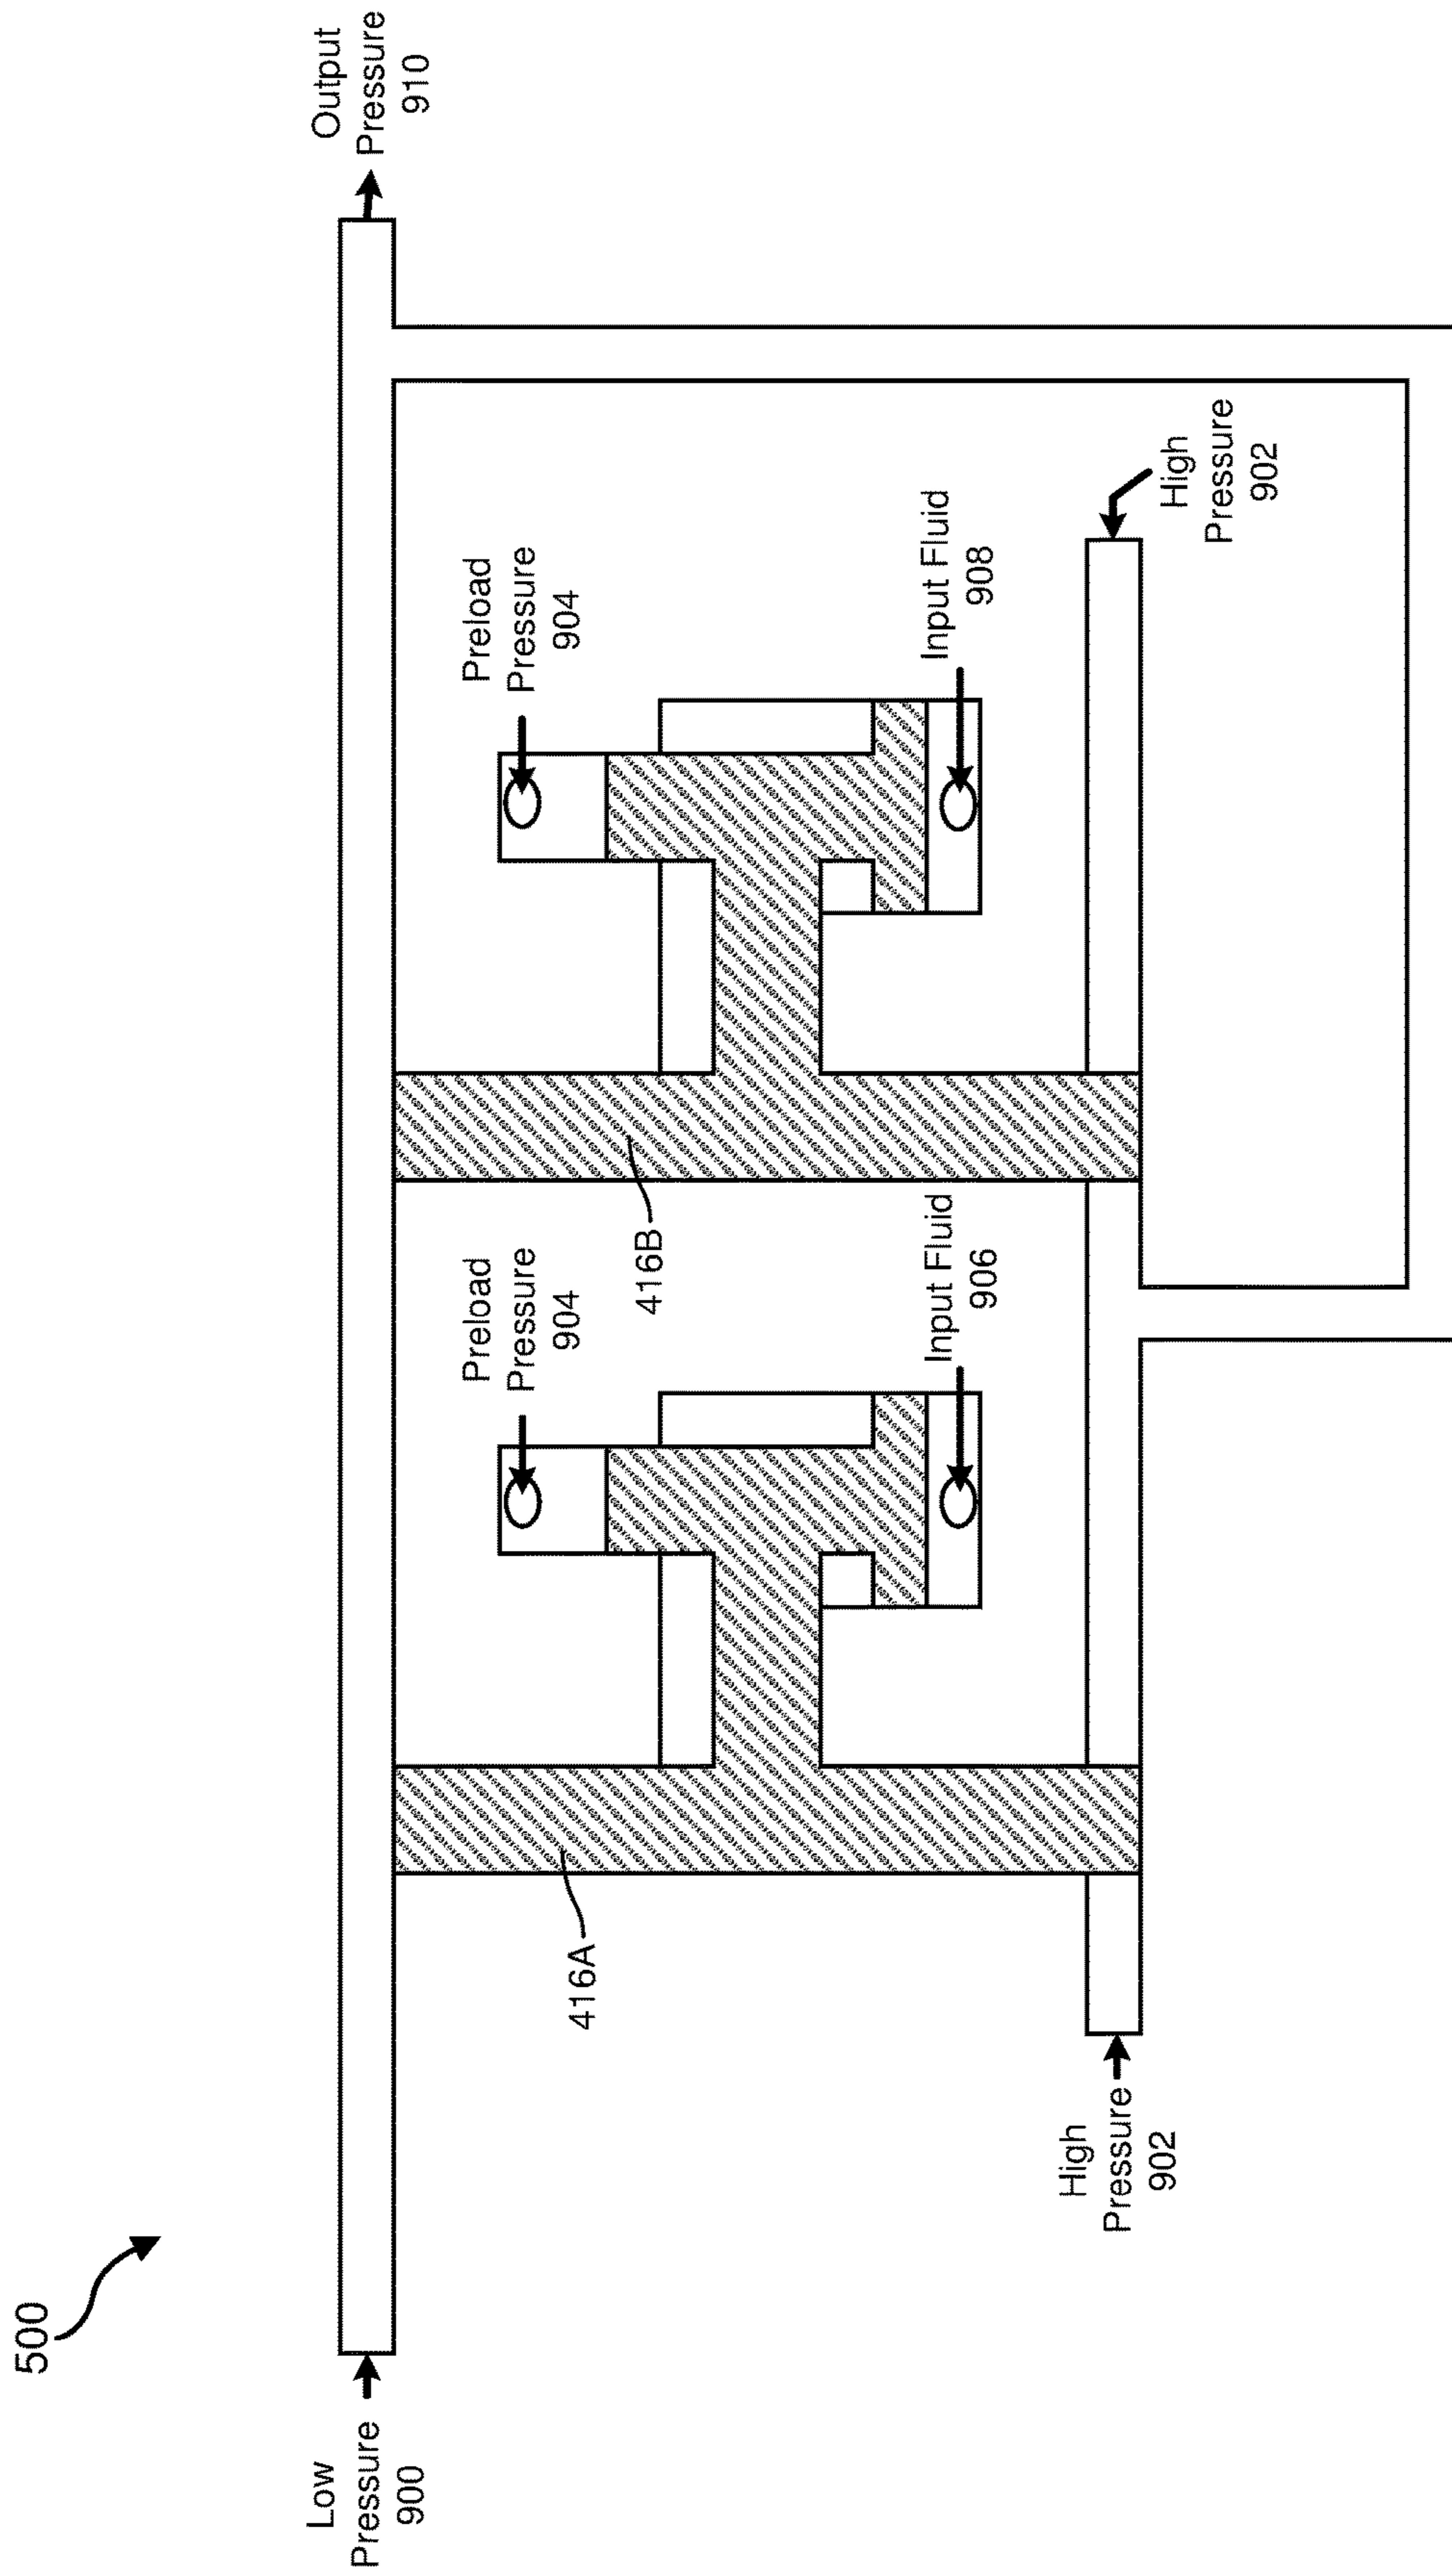 500
Low
Pressure
900
Output
Pressure
910
Preload
Pressure
904
Preload
Pressure
904
416A
416B
Input Fluid
906
Input Fluid
908
High
Pressure
902
High
Pressure
902